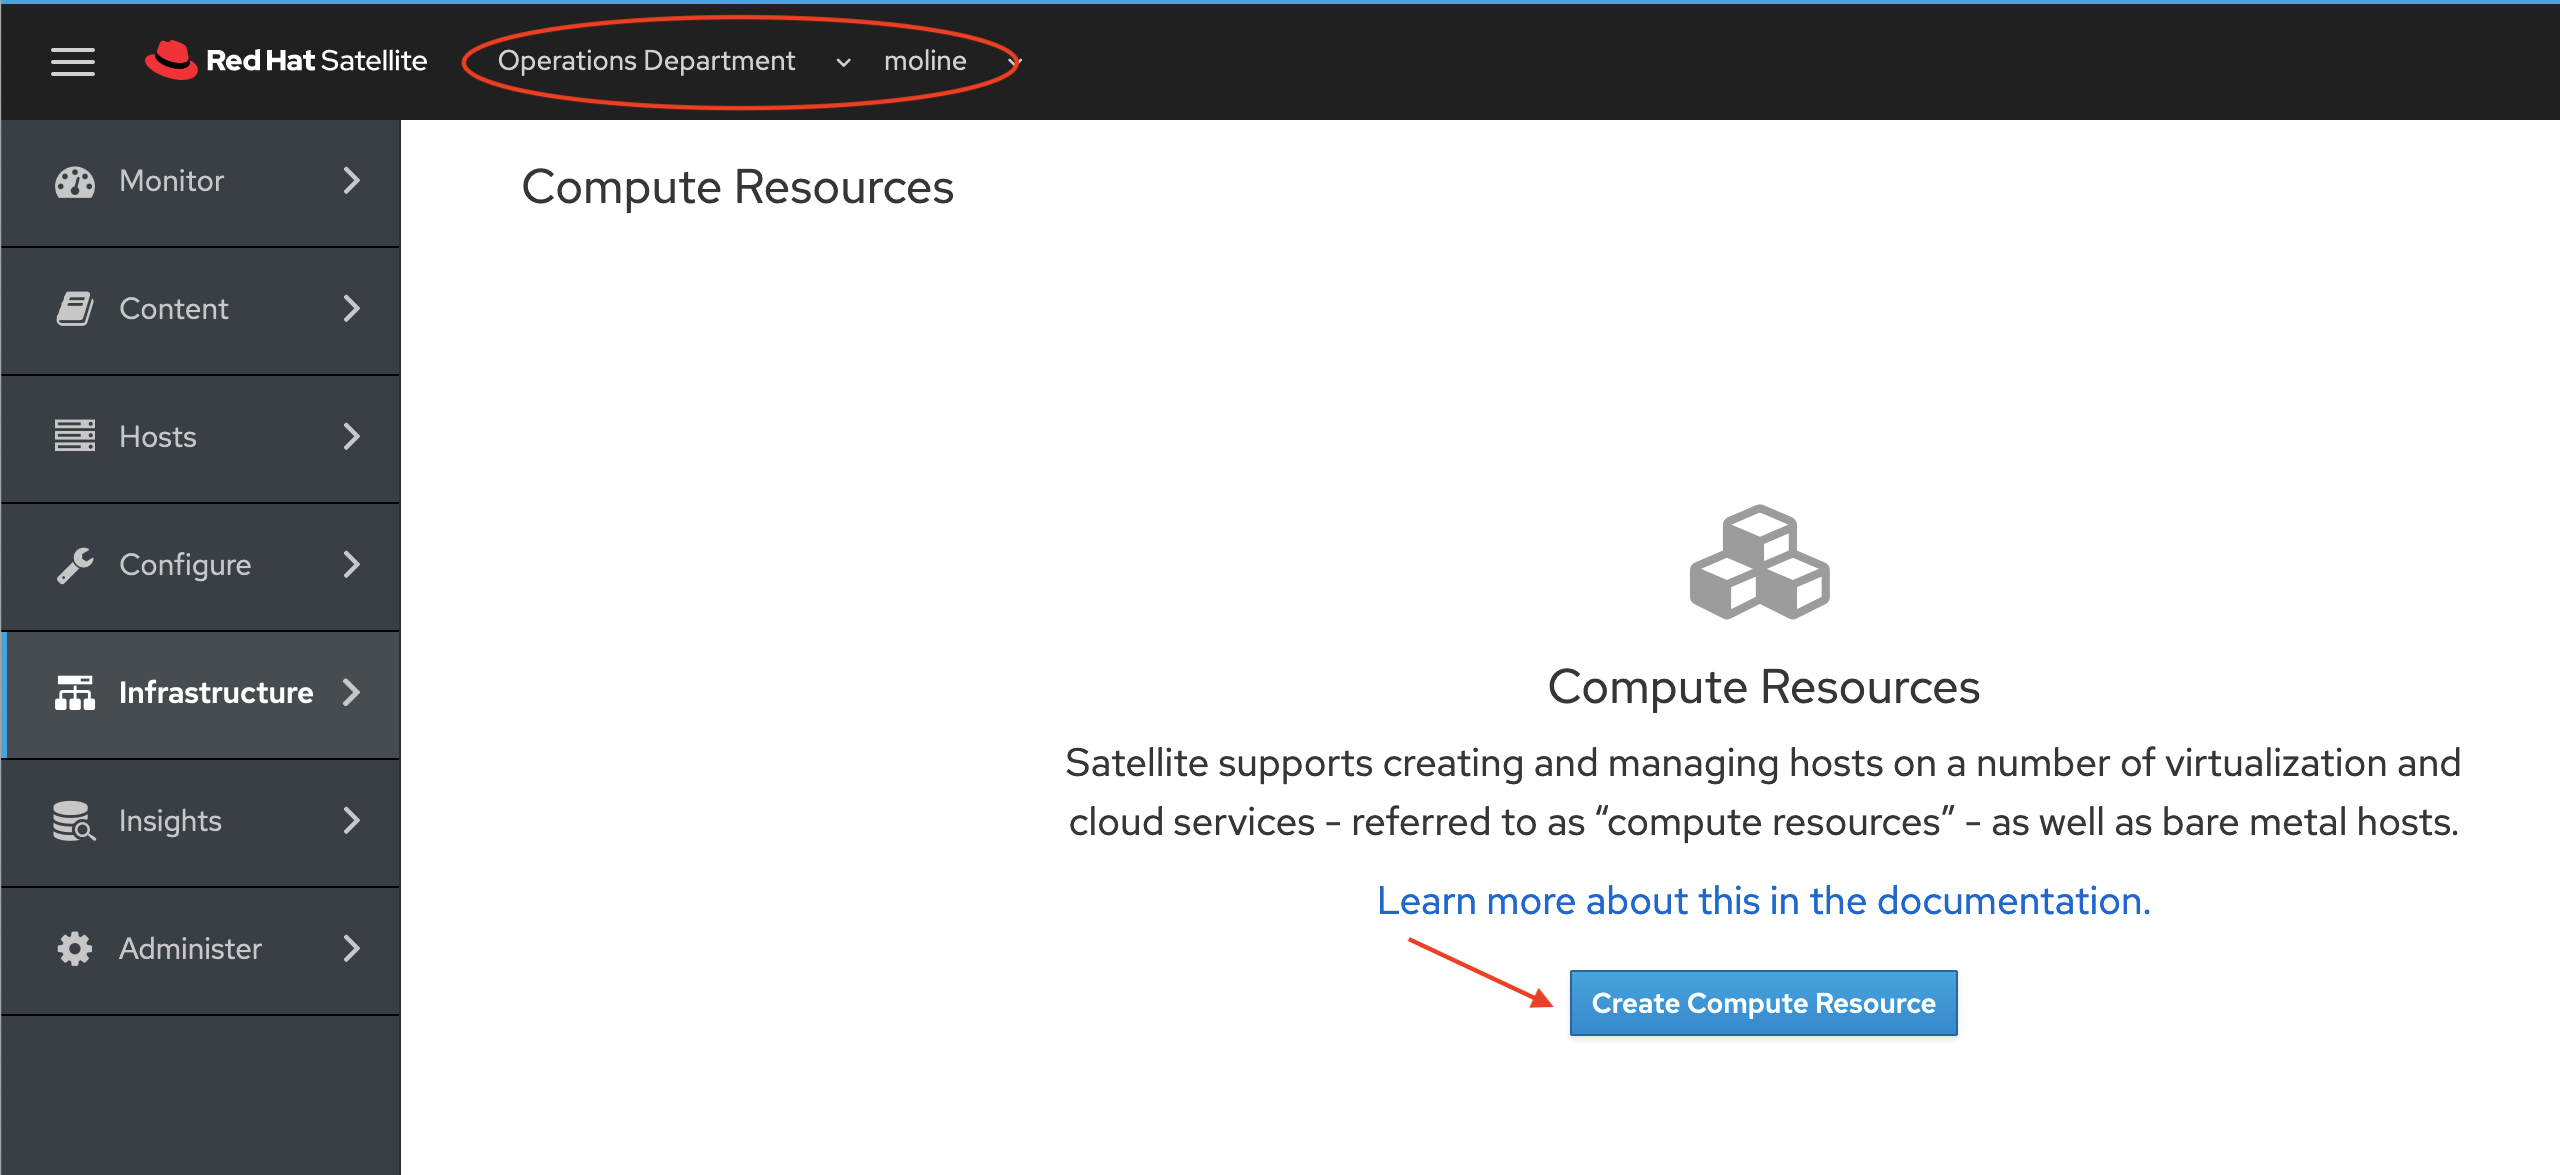 Red Hat Satellite Operations Department moline
Monitor
Content
Hosts
Configure
Infrastructure
Insights
Administer
Compute Resources
Compute Resources
Satellite supports creating and managing hosts on a number of virtualization and
cloud services - referred to as “compute resources” - as well as bare metal hosts.
Learn more about this in the documentation.
Create Compute Resource